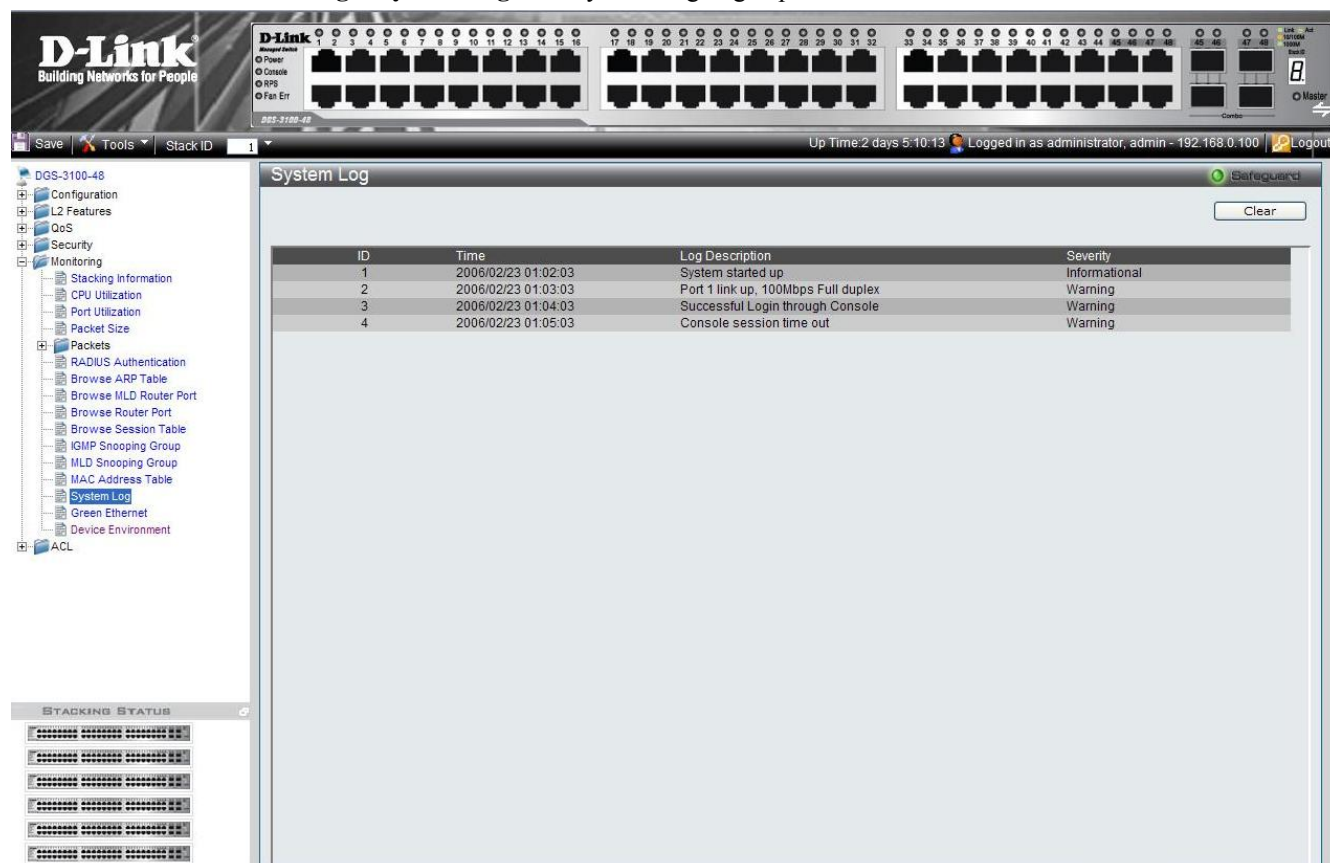 D-Link
Building Networks for People
D-Link
Managed Switch
Power
Console
RPS
Fan Err
DGS-3100-48
1 2 3 4 5 6 7 8 9 10 11 12 13 14 15 16
17 18 19 20 21 22 23 24 25 26 27 28 29 30 31 32
33 34 35 36 37 38 39 40 41 42 43 44 45 46 47 48
45 46 47 48
Combo
Master
Save
Tools
Stack ID
1
Up Time:2 days 5:10:13
Logged in as administrator, admin - 192.168.0.100
Logout
DGS-3100-48
Configuration
L2 Features
QoS
Security
Monitoring
Stacking Information
CPU Utilization
Port Utilization
Packet Size
Packets
RADIUS Authentication
Browse ARP Table
Browse MLD Router Port
Browse Router Port
Browse Session Table
IGMP Snooping Group
MLD Snooping Group
MAC Address Table
System Log
Green Ethernet
Device Environment
ACL
STACKING STATUS
System Log
Safeguard
Clear
ID Time Log Description Severity
1 2006/02/23 01:02:03 System started up Informational
2 2006/02/23 01:03:03 Port 1 link up, 100Mbps Full duplex Warning
3 2006/02/23 01:04:03 Successful Login through Console Warning
4 2006/02/23 01:05:03 Console session time out Warning